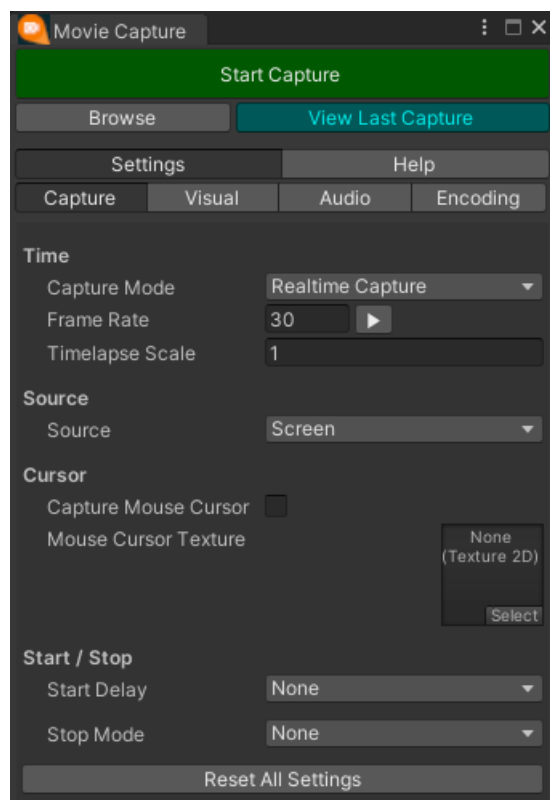 Movie Capture
Start Capture
Browse View Last Capture
Settings Help
Capture Visual Audio Encoding
Time
Capture Mode Realtime Capture
Frame Rate 30
Timelapse Scale 1
Source
Source Screen
Cursor
Capture Mouse Cursor
Mouse Cursor Texture None
(Texture 2D)
Select
Start / Stop
Start Delay None
Stop Mode None
Reset All Settings